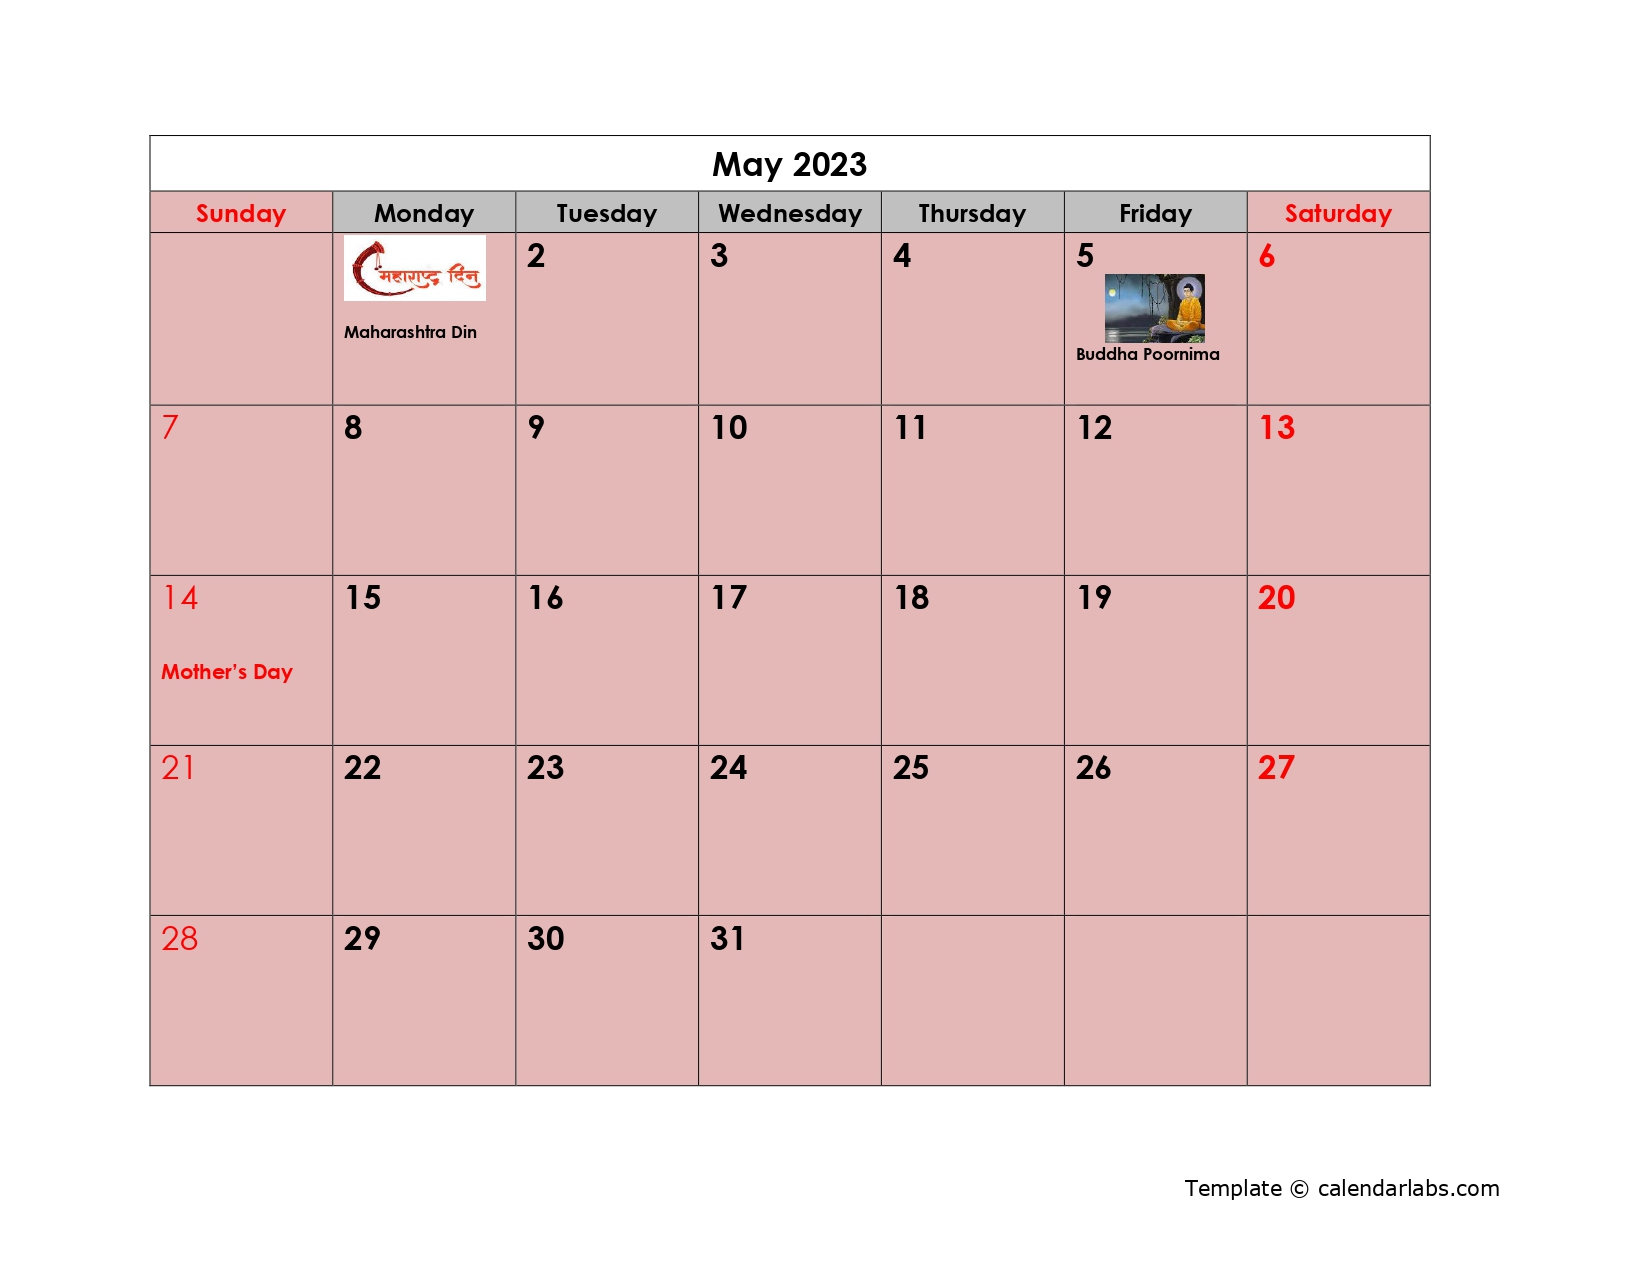 May 2023
Sunday Monday Tuesday Wednesday Thursday Friday Saturday
महाराष्ट्र दिन
Maharashtra Din
2 3 4 5 6
Buddha Poornima
7 8 9 10 11 12 13
14 15 16 17 18 19 20
Mother’s Day
21 22 23 24 25 26 27
28 29 30 31
Template © calendarlabs.com